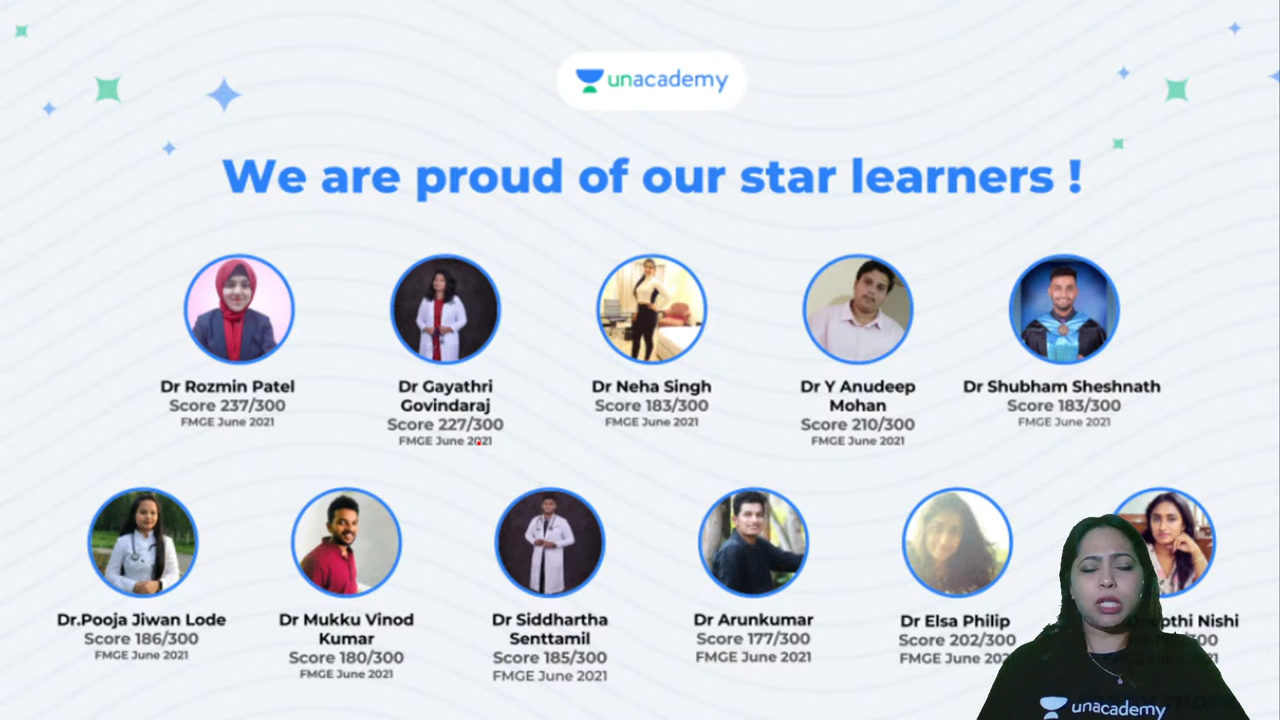 unacademy
We are proud of our star learners !
Dr Rozmin Patel
Score 237/300
FMGE June 2021
Dr Gayathri
Govindaraj
Score 227/300
FMGE June 2021
Dr Neha Singh
Score 183/300
FMGE June 2021
Dr Y Anudeep
Mohan
Score 210/300
FMGE June 2021
Dr Shubham Sheshnath
Score 183/300
FMGE June 2021
Dr.Pooja Jiwan Lode
Score 186/300
FMGE June 2021
Dr Mukku Vinod
Kumar
Score 180/300
FMGE June 2021
Dr Siddhartha
Senttamil
Score 185/300
FMGE June 2021
Dr Arunkumar
Score 177/300
FMGE June 2021
Dr Elsa Philip
Score 202/300
FMGE June
Nishi
unacademy